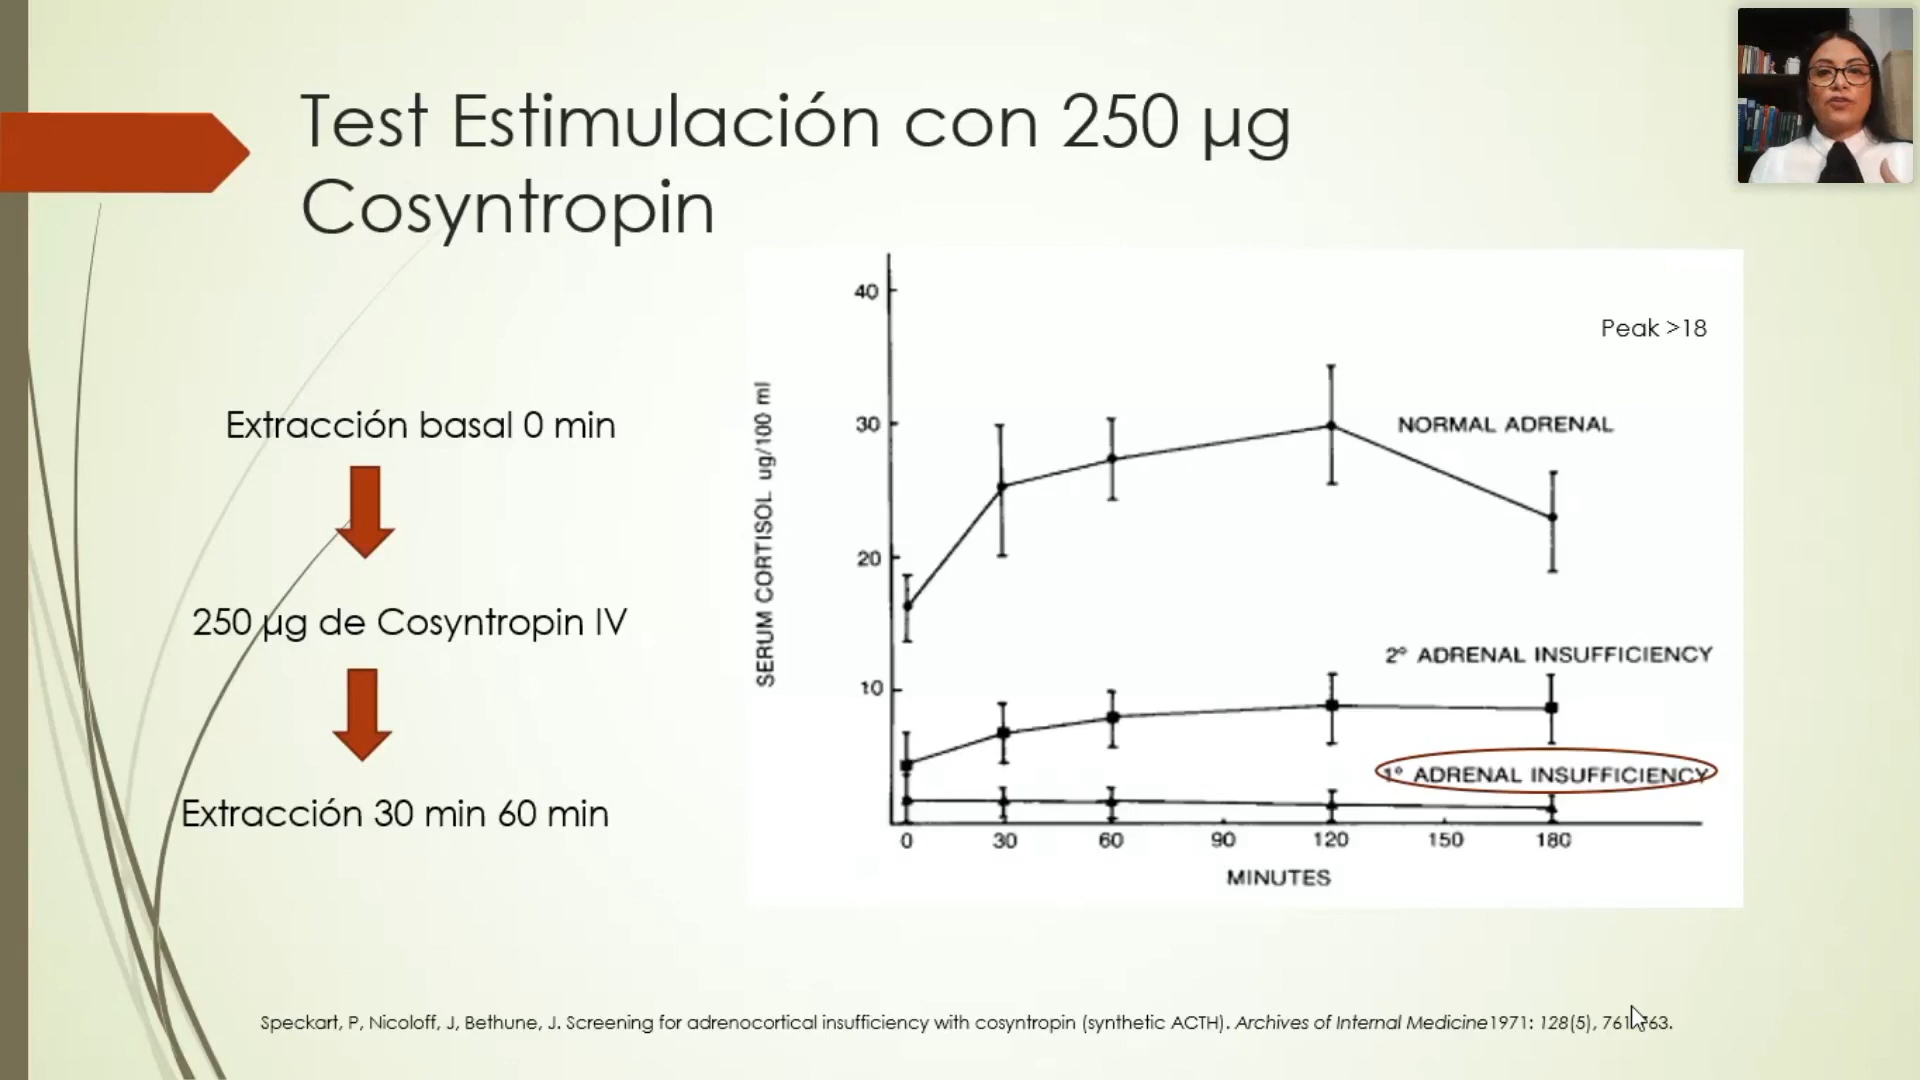 Test Estimulación con 250 µg
Cosyntropin
Extracción basal 0 min
250 µg de Cosyntropin IV
Extracción 30 min 60 min
Peak >18
SERUM CORTISOL ug/100 ml
40
30
20
10
NORMAL ADRENAL
2° ADRENAL INSUFFICIENCY
1° ADRENAL INSUFFICIENCY
0 30 60 90 120 150 180
MINUTES
Speckart, P, Nicoloff, J, Bethune, J. Screening for adrenocortical insufficiency with cosyntropin (synthetic ACTH). Archives of Internal Medicine1971: 128(5),